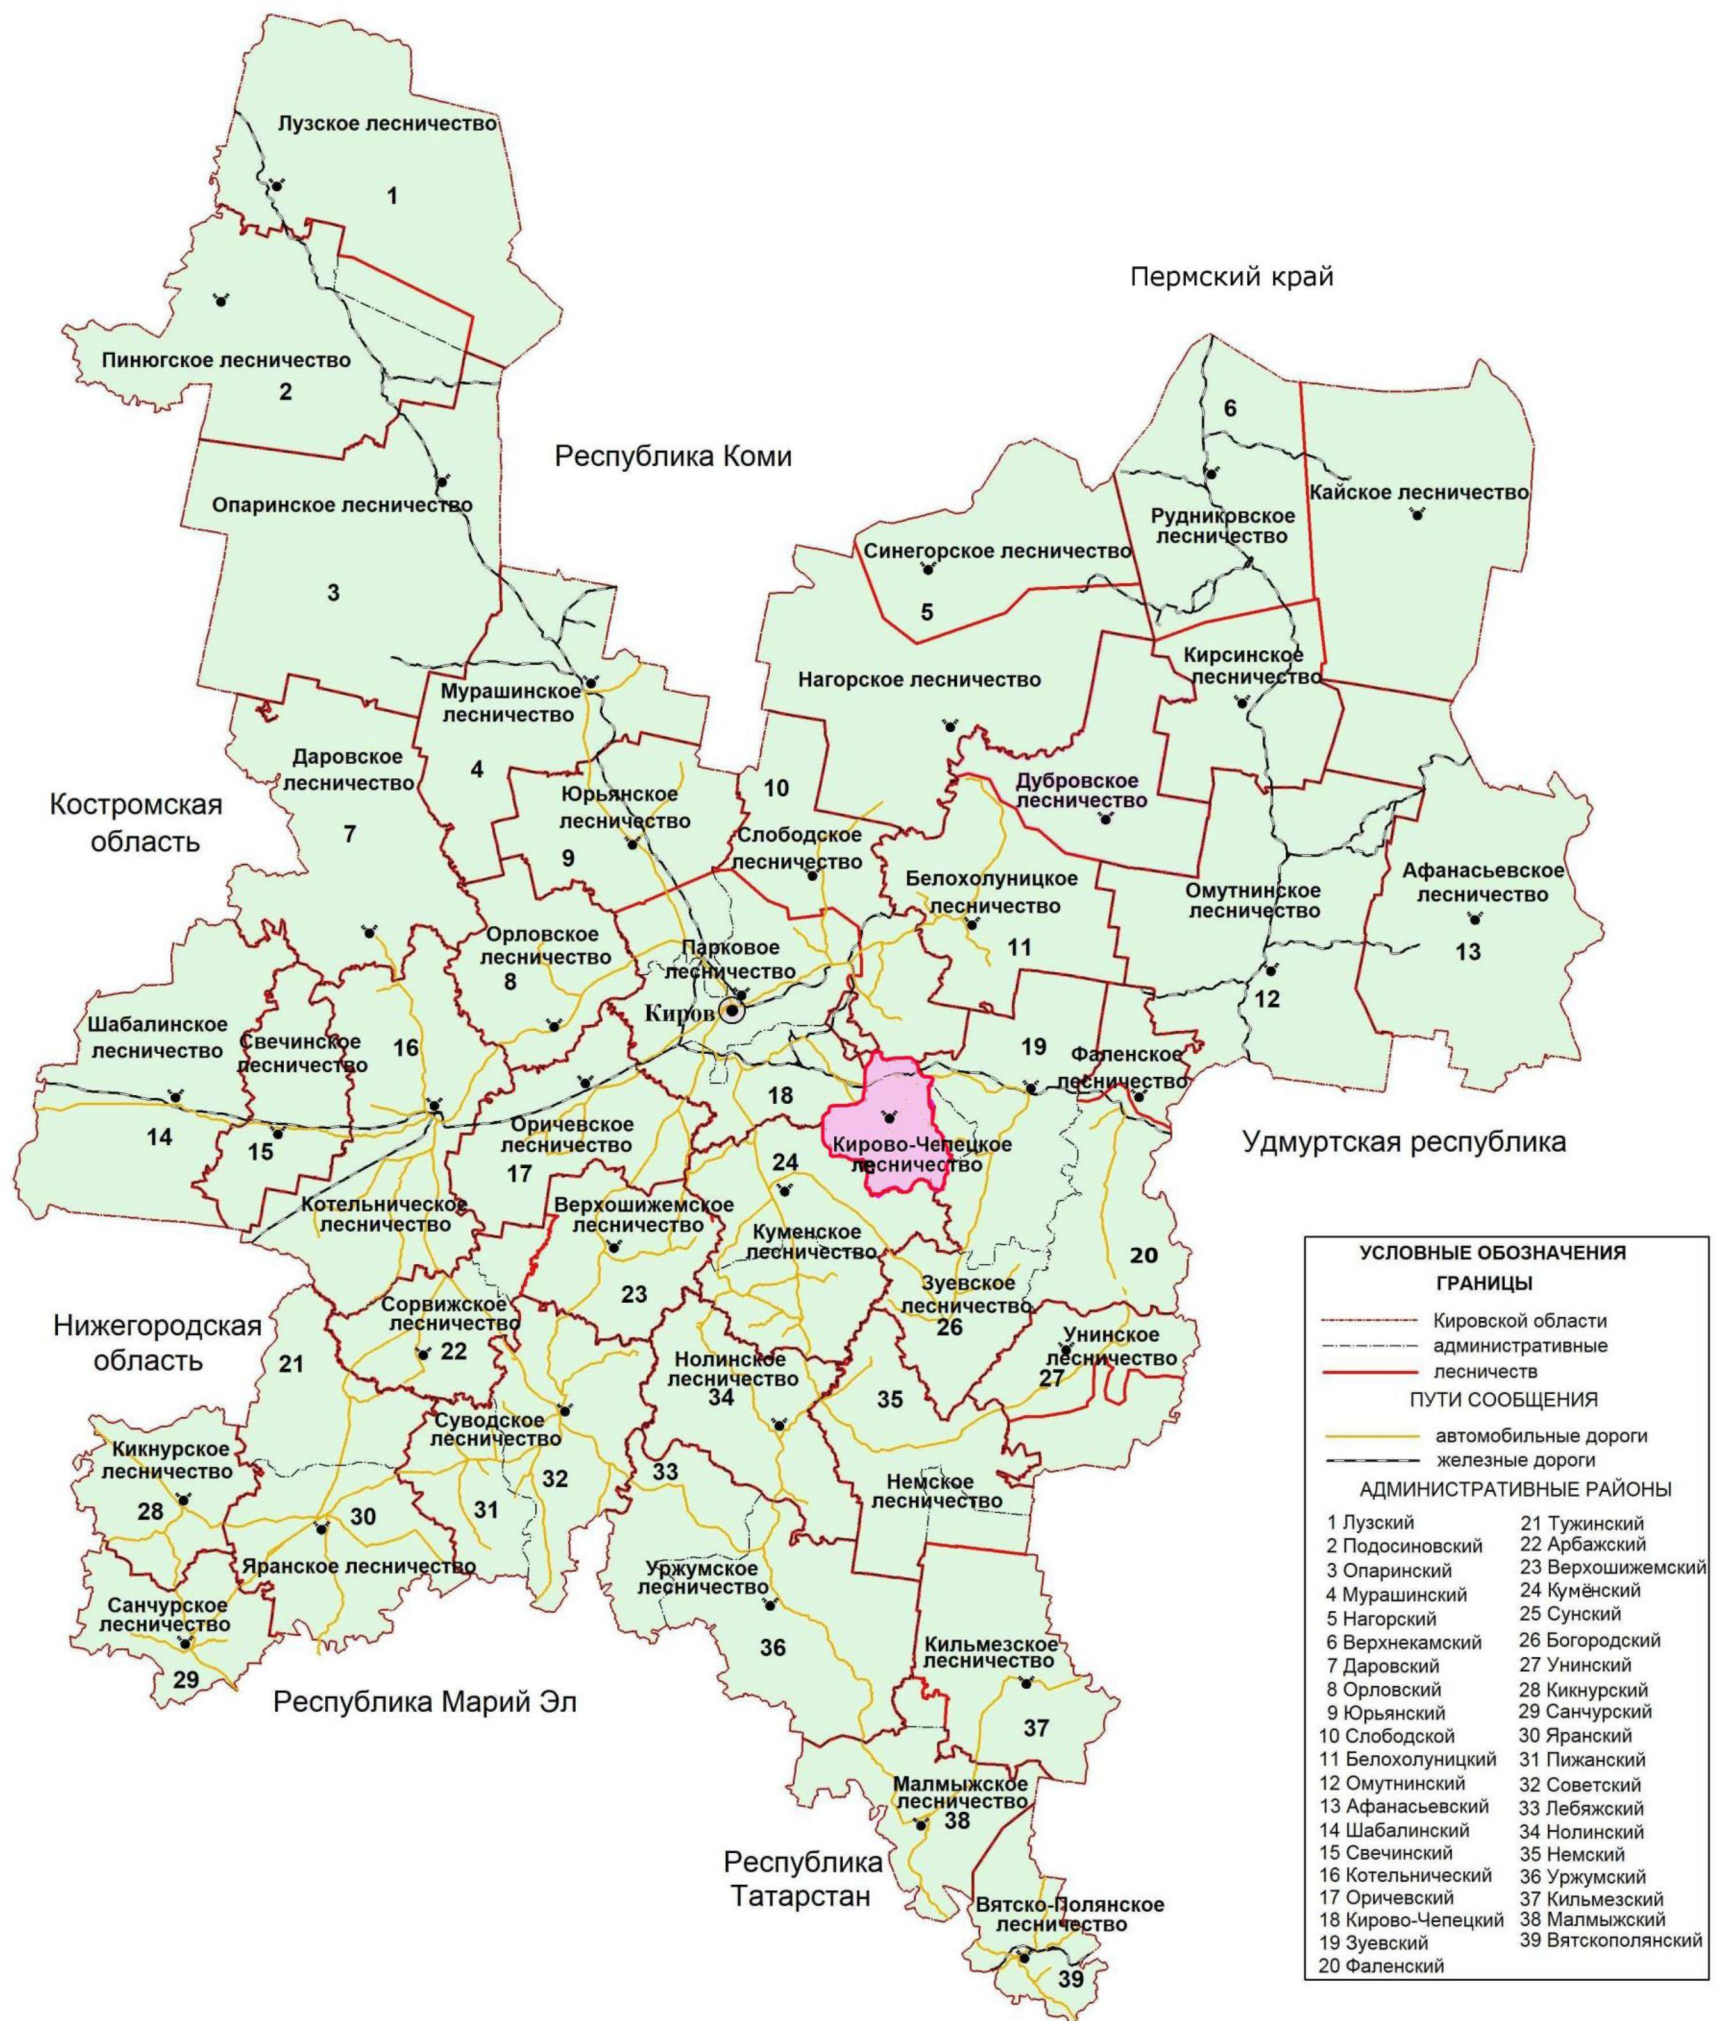 Лузское лесничество
1
Пермский край
Пинюгское лесничество
2
6
Республика Коми
Кайское лесничество
Опаринское лесничество
Рудниковское
лесничество
Синегорское лесничество
3
5
Кирсинское
лесничество
Нагорское лесничество
Мурашинское
лесничество
Даровское
лесничество
4
10
Дубровское
лесничество
Юрьянское
лесничество
Костромская
область
7
9
Слободское
лесничество
Белохолуницкое
лесничество
Омутнинское
лесничество
Афанасьевское
лесничество
Орловское
лесничество
8
Парковое
лесничество
11
13
12
Киров
Шабалинское
лесничество
Свечинское
лесничество
16
19
Фаленское
лесничество
18
14
15
Оричевское
лесничество
17
Кирово-Чепецкое
лесничество
24
Удмуртская республика
Котельническое
лесничество
Верхошижемское
лесничество
Куменское
лесничество
20
23
Зуевское
лесничество
26
Сорвижское
лесничество
22
Нижегородская
область
21
Унинское
лесничество
27
Нолинское
лесничество
34
35
Суводское
лесничество
Кикнурское
лесничество
28
33
32
31
30
Немское
лесничество
Яранское лесничество
Уржумское
лесничество
Санчурское
лесничество
29
36
Кильмезское
лесничество
37
Республика Марий Эл
Малмыжское
лесничество
38
Республика
Татарстан
Вятско-Полянское
лесничество
39
УСЛОВНЫЕ ОБОЗНАЧЕНИЯ
ГРАНИЦЫ
Кировской области
административные
лесничеств
ПУТИ СООБЩЕНИЯ
автомобильные дороги
железные дороги
АДМИНИСТРАТИВНЫЕ РАЙОНЫ
1 Лузский
2 Подосиновский
3 Опаринский
4 Мурашинский
5 Нагорский
6 Верхнекамский
7 Даровский
8 Орловский
9 Юрьянский
10 Слободской
11 Белохолуницкий
12 Омутнинский
13 Афанасьевский
14 Шабалинский
15 Свечинский
16 Котельнический
17 Оричевский
18 Кирово-Чепецкий
19 Зуевский
20 Фаленский
21 Тужинский
22 Арбажский
23 Верхошижемский
24 Кумёнский
25 Сунский
26 Богородский
27 Унинский
28 Кикнурский
29 Санчурский
30 Яранский
31 Пижанский
32 Советский
33 Лебяжский
34 Нолинский
35 Немский
36 Уржумский
37 Кильмезский
38 Малмыжский
39 Вятскополянский